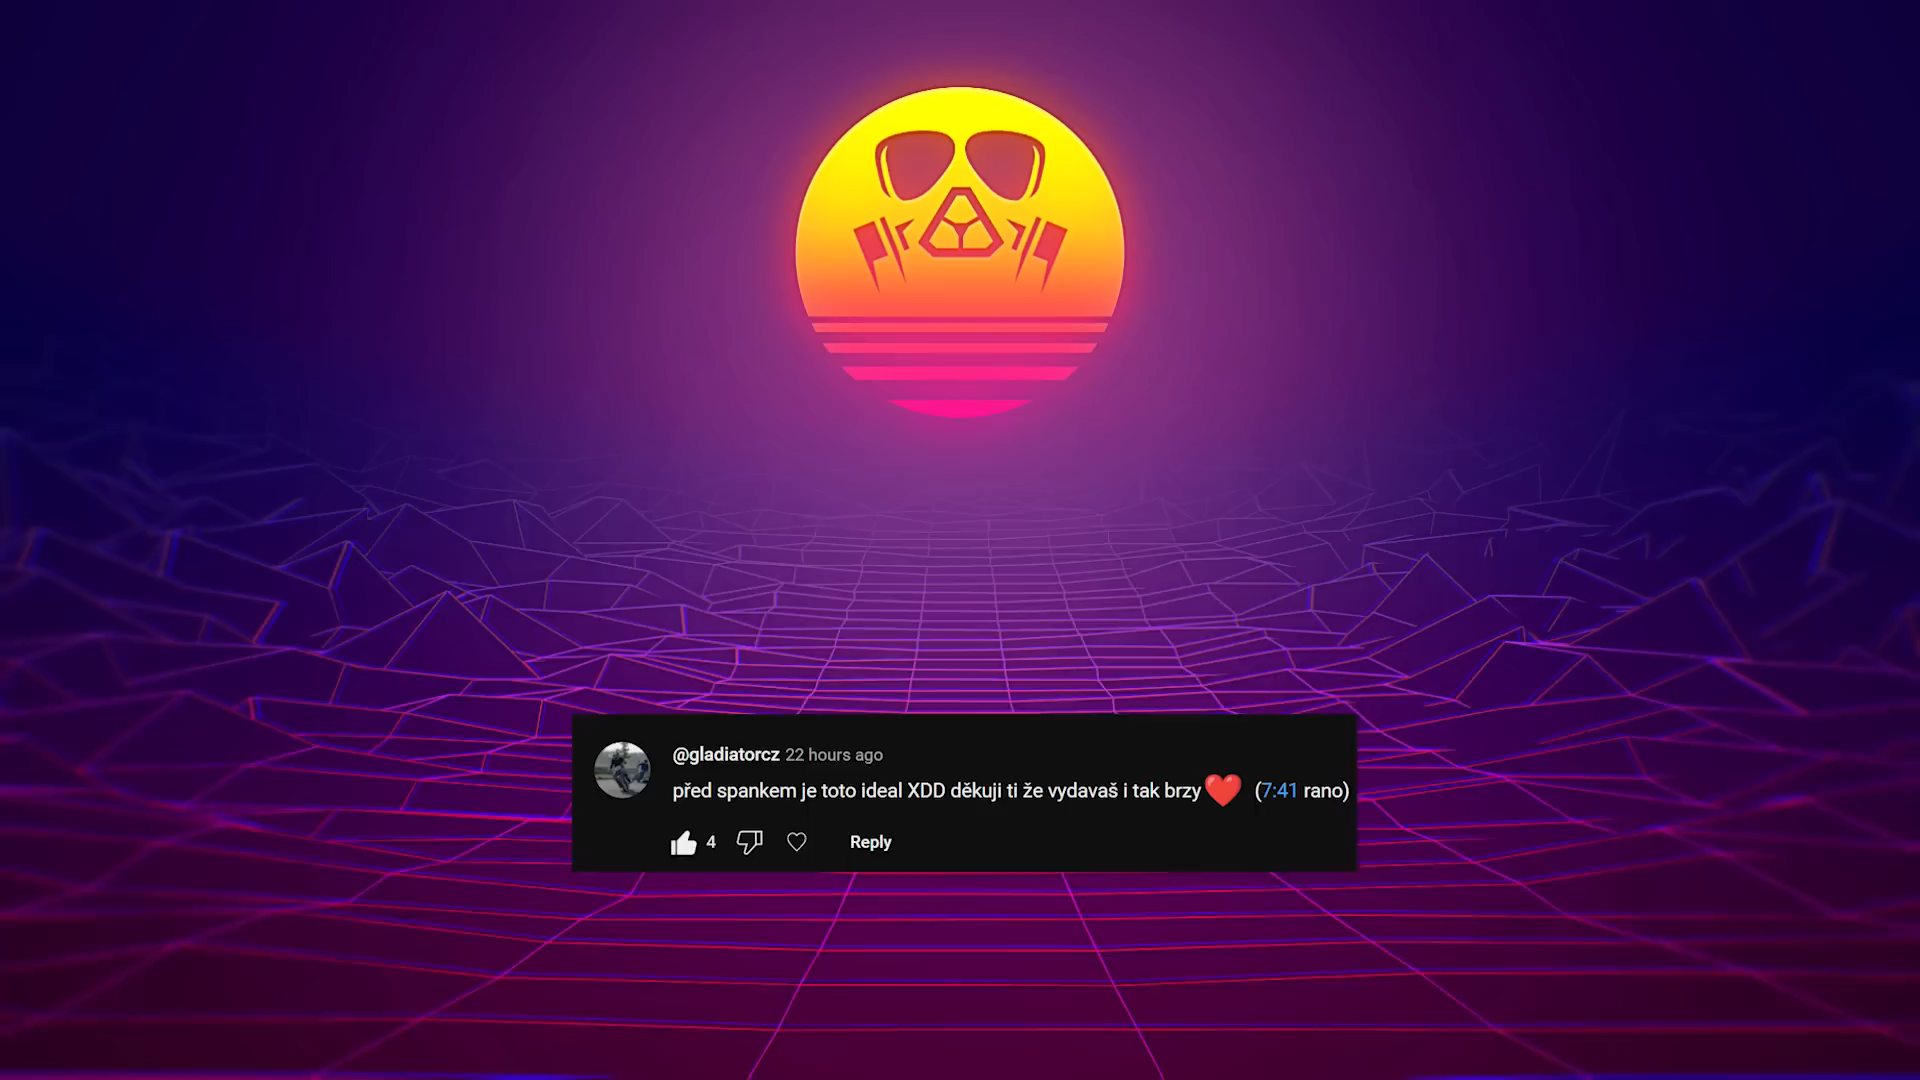 @gladiatorcz 22 hours ago
před spankem je toto ideal XDD děkuji ti že vydavaš i tak brzy❤️ (7:41 rano)
4 Reply